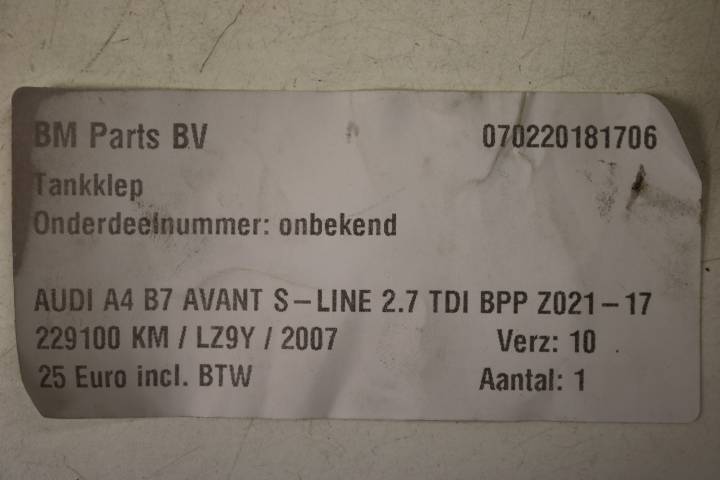 BM Parts BV 070220181706
Tankklep
Onderdeelnummer: onbekend
AUDI A4 B7 AVANT S-LINE 2.7 TDI BPP Z021-17
229100 KM / LZ9Y / 2007 Verz: 10
25 Euro incl. BTW Aantal: 1